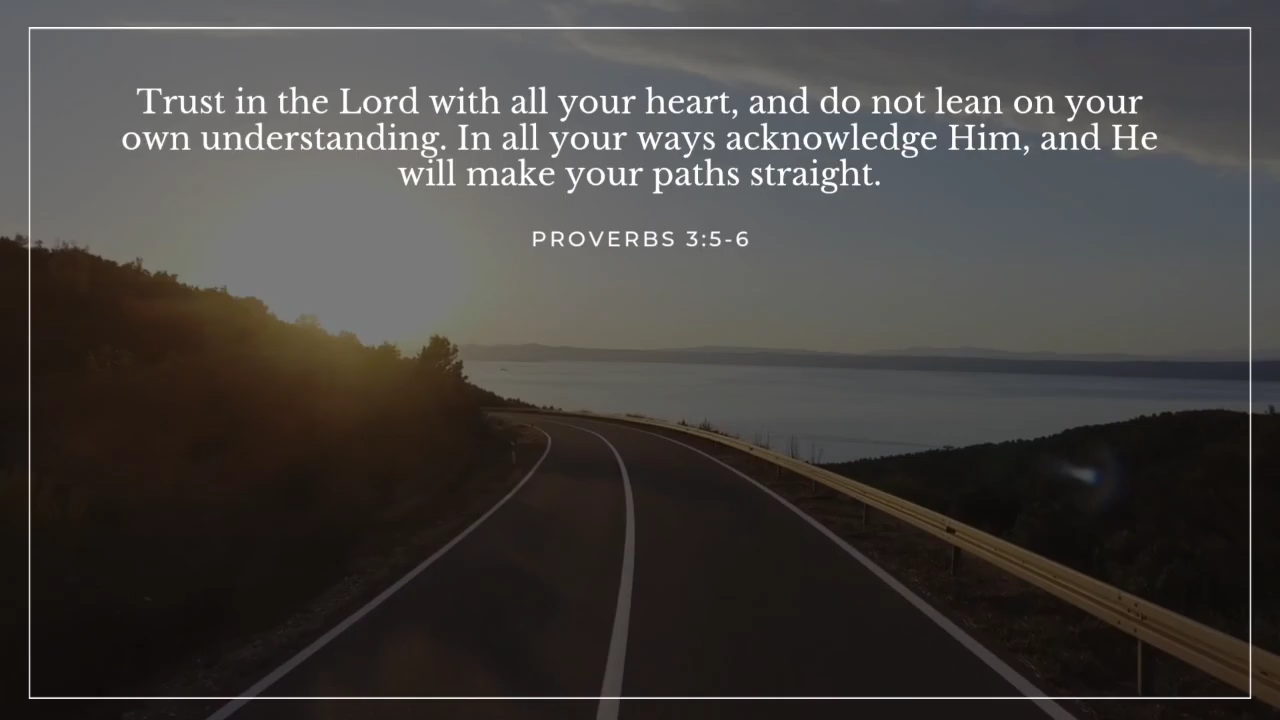 Trust in the Lord with all your heart, and do not lean on your
own understanding. In all your ways acknowledge Him, and He
will make your paths straight.
PROVERBS 3:5-6